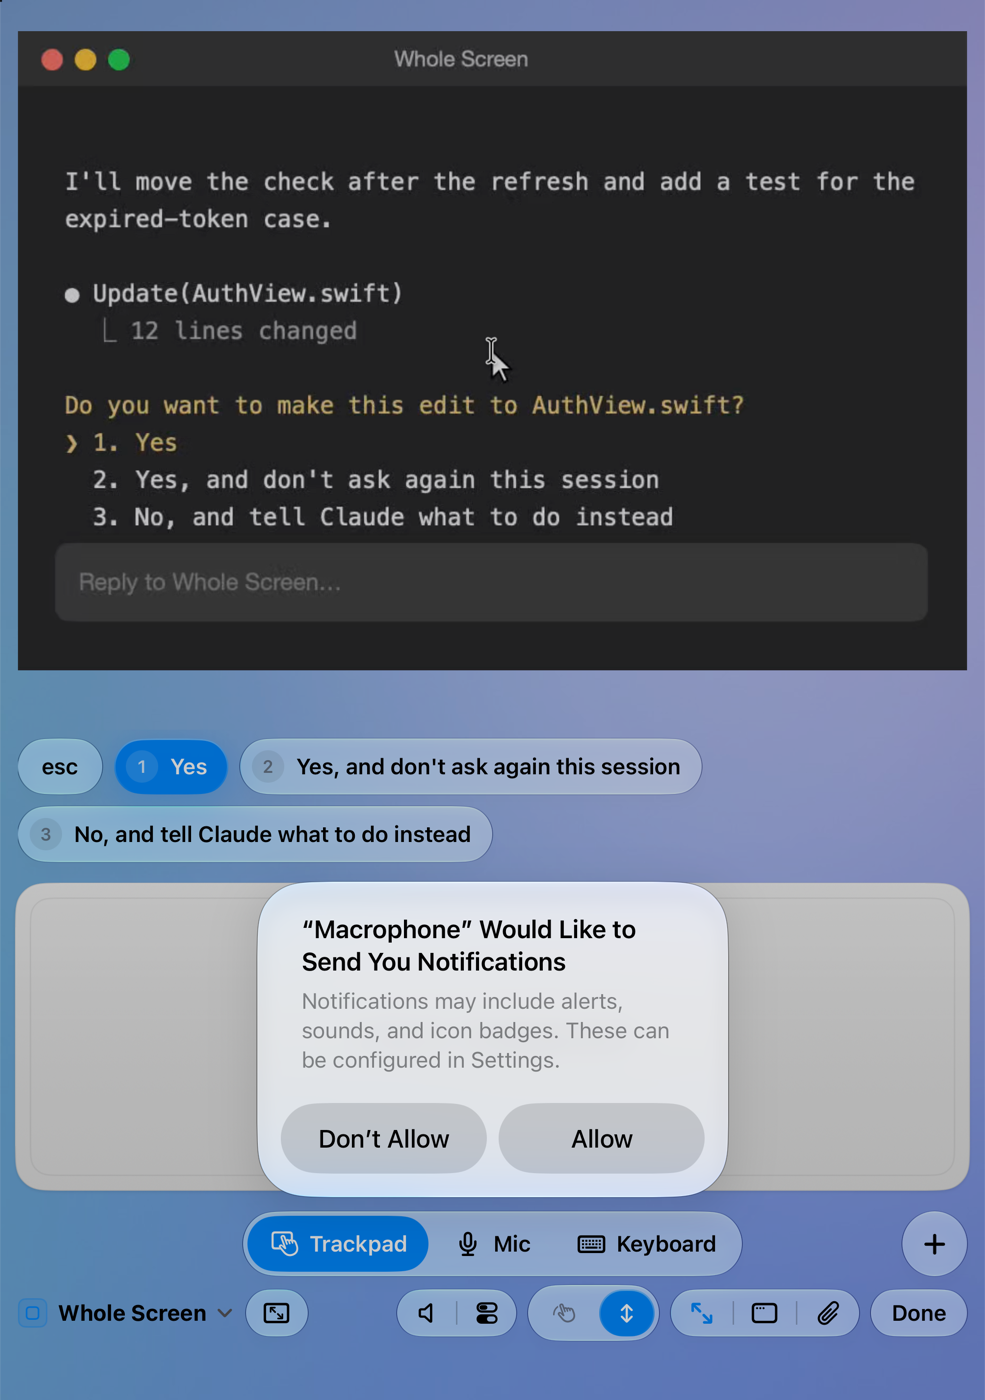 Whole Screen
I'll move the check after the refresh and add a test for the
expired-token case.
● Update(AuthView.swift)
⎿ 12 lines changed
Do you want to make this edit to AuthView.swift?
❯ 1. Yes
2. Yes, and don't ask again this session
3. No, and tell Claude what to do instead
Reply to Whole Screen...
esc
1 Yes
2 Yes, and don't ask again this session
3 No, and tell Claude what to do instead
“Macrophone” Would Like to
Send You Notifications
Notifications may include alerts,
sounds, and icon badges. These can
be configured in Settings.
Don’t Allow
Allow
Trackpad
Mic
Keyboard
Whole Screen
Done